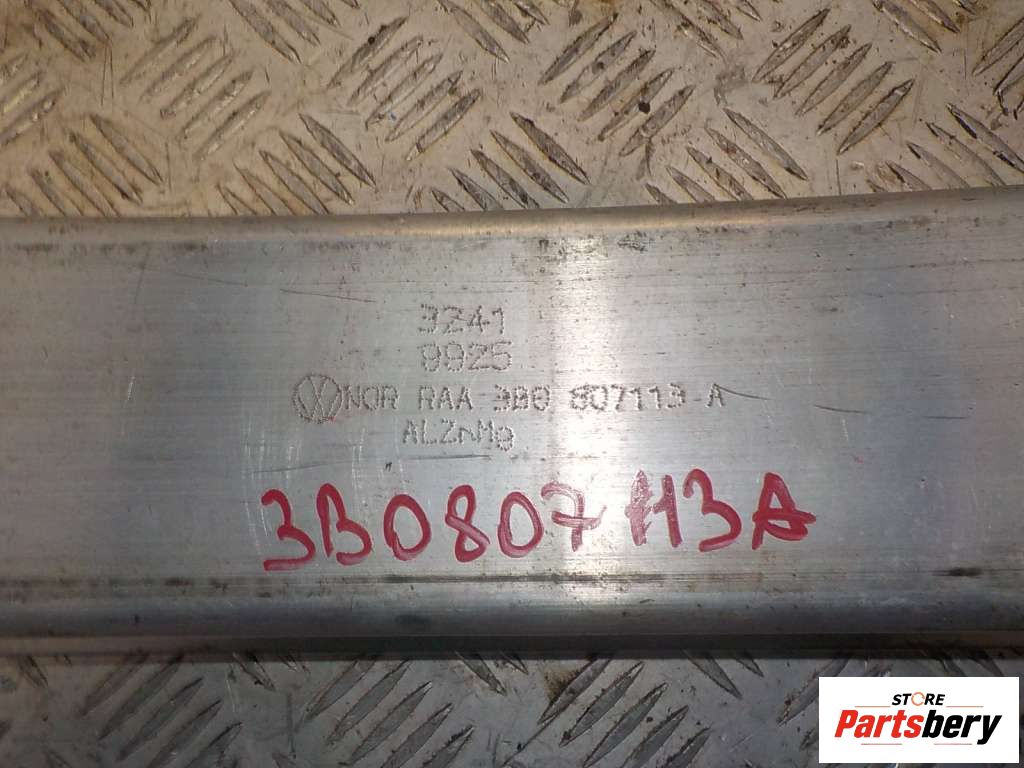 3241
9925
NOR RAA 3B0 807113-A
ALZnMg
3B0807113A
STORE
Partsbery